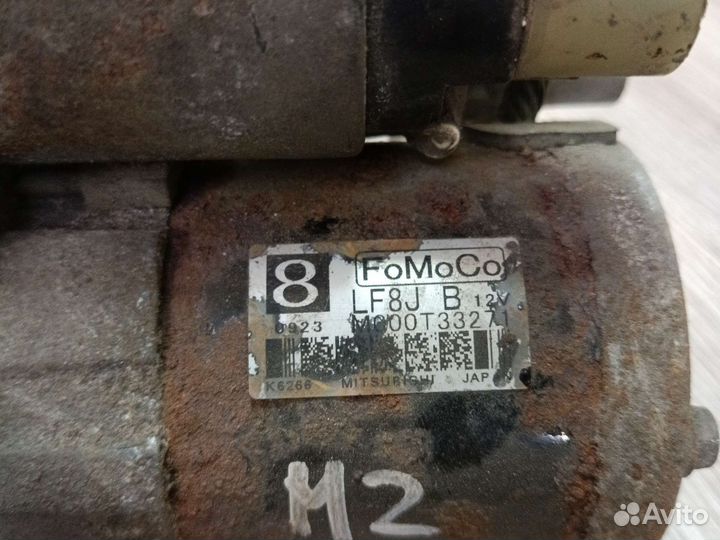 8 FoMoCo
LF8J B 12V
0923 M000T33271
K6266 MITSUBISHI JAP
M2
Avito